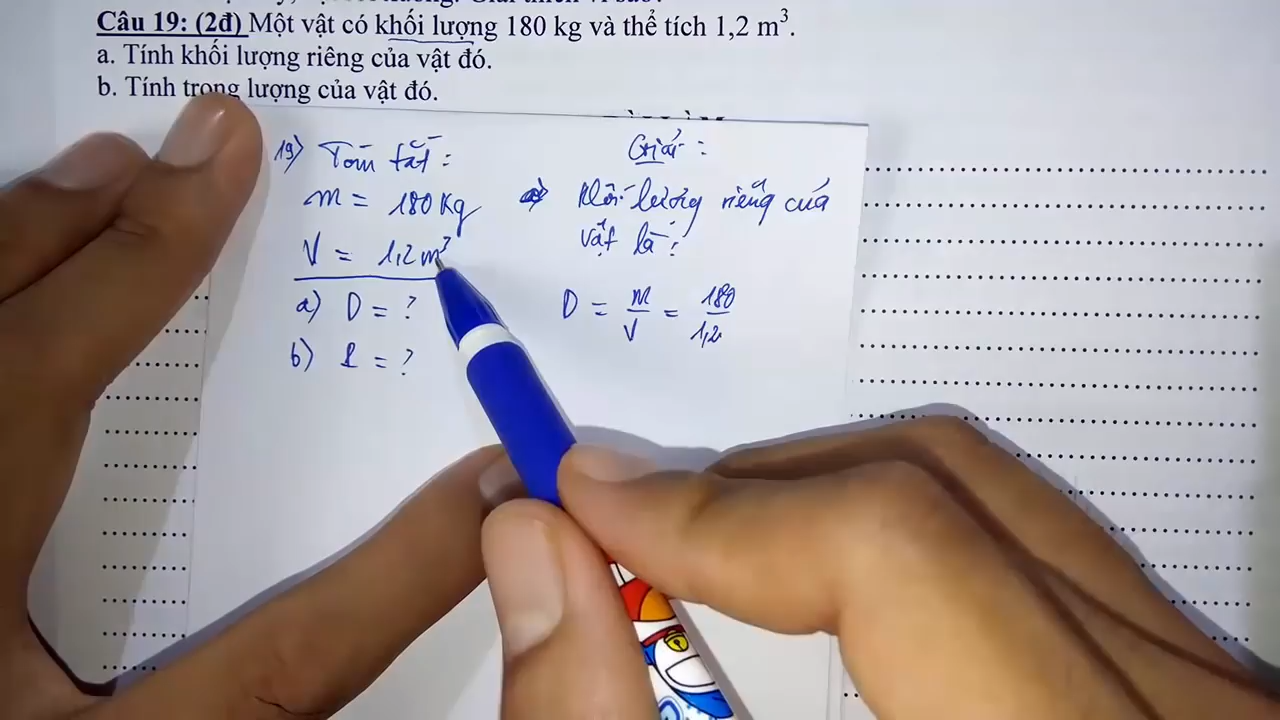 Câu 19: (2đ) Một vật có khối lượng 180 kg và thể tích 1,2 m³.
a. Tính khối lượng riêng của vật đó.
b. Tính trọng lượng của vật đó.
19) Tóm tắt:
m = 180 Kg
V = 1,2 m³
a) D = ?
b) P = ?
Giải:
a) Khối lượng riêng của
vật là:
D = m/V = 180/1,2